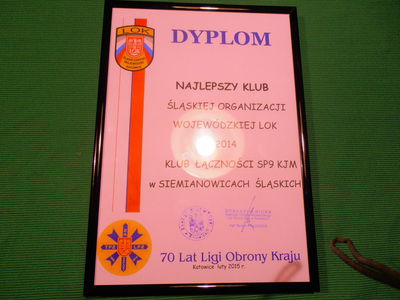 LOK
DYPLOM
NAJLEPSZY KLUB
ŚLĄSKIEJ ORGANIZACJI
WOJEWÓDZKIEJ LOK
2014
KLUB ŁĄCZNOŚCI SP9 KJM
w SIEMIANOWICACH ŚLĄSKICH
70 Lat Ligi Obrony Kraju
Katowice luty 2015 r.